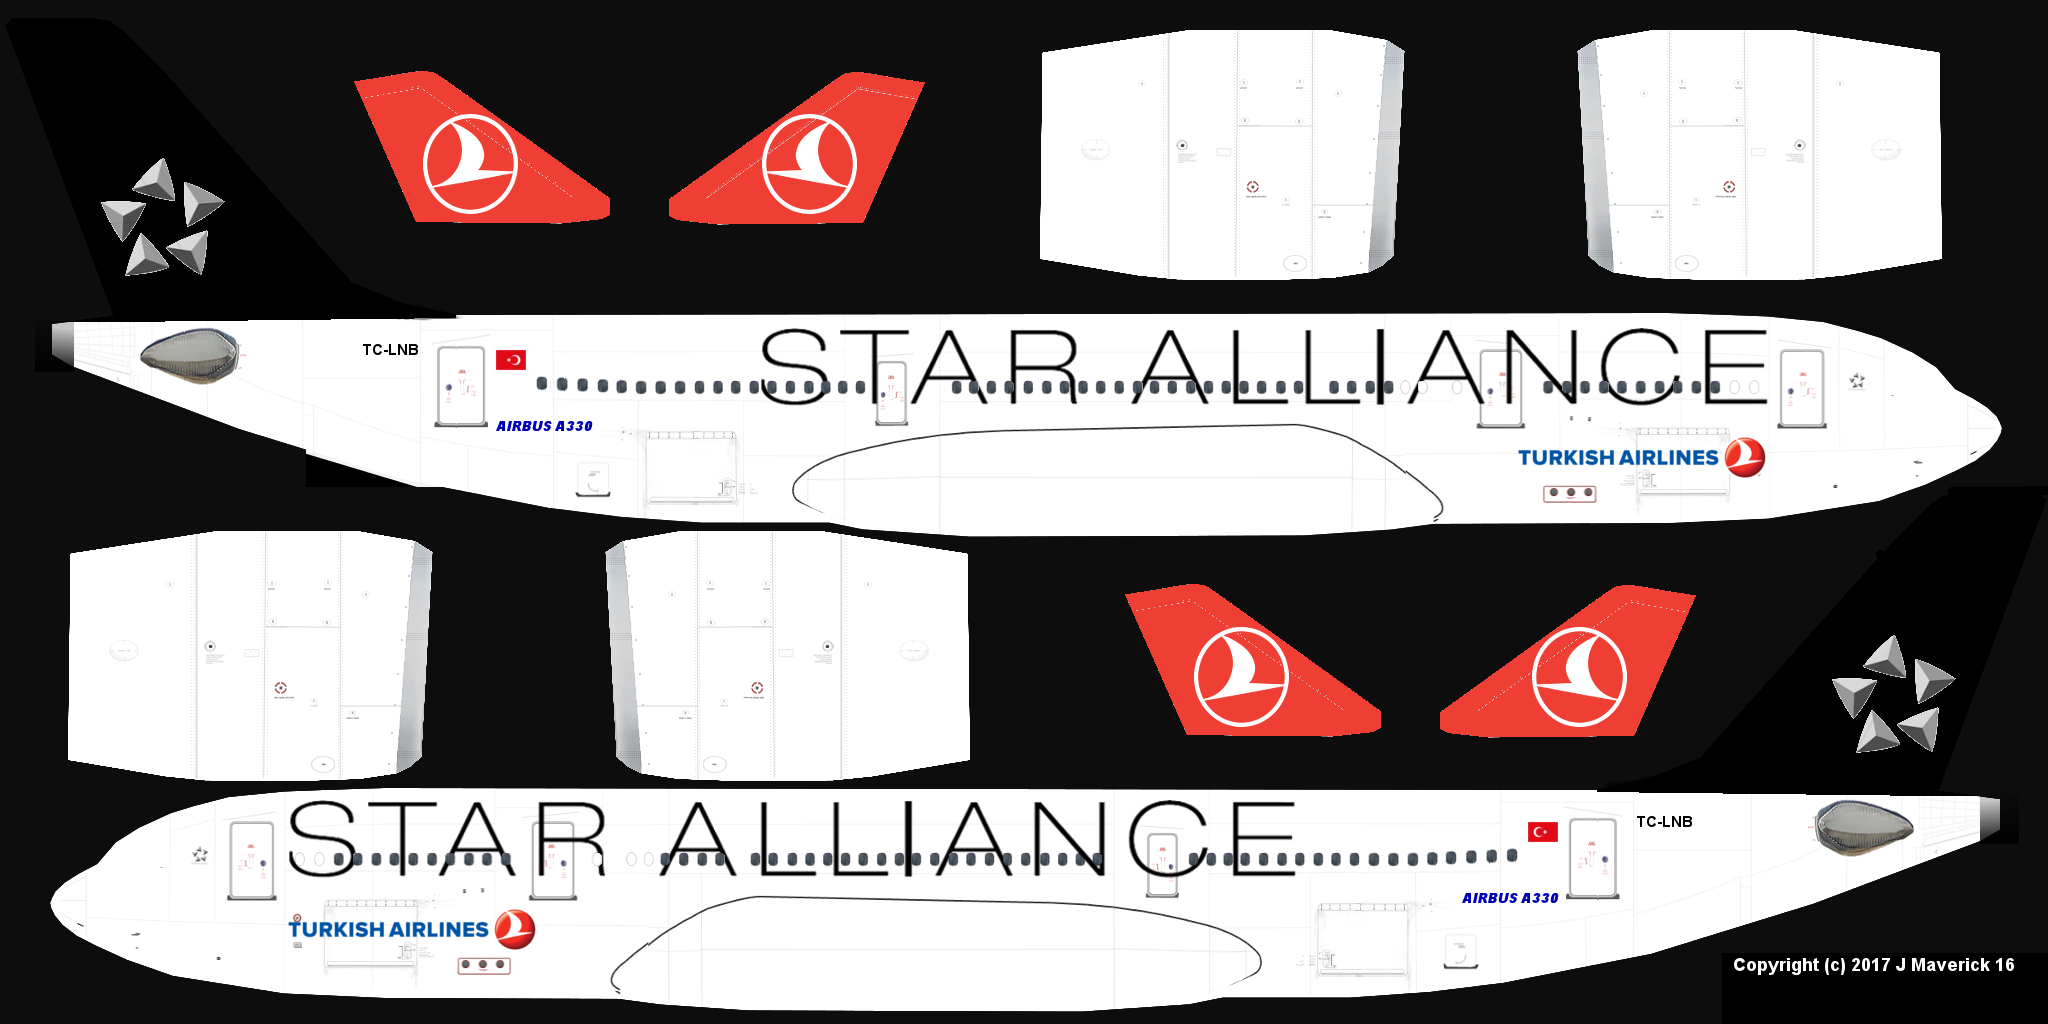 STAR ALLIANCE
TC-LNB
AIRBUS A330
TURKISH AIRLINES
STAR ALLIANCE
TC-LNB
AIRBUS A330
TURKISH AIRLINES
Copyright (c) 2017 J Maverick 16